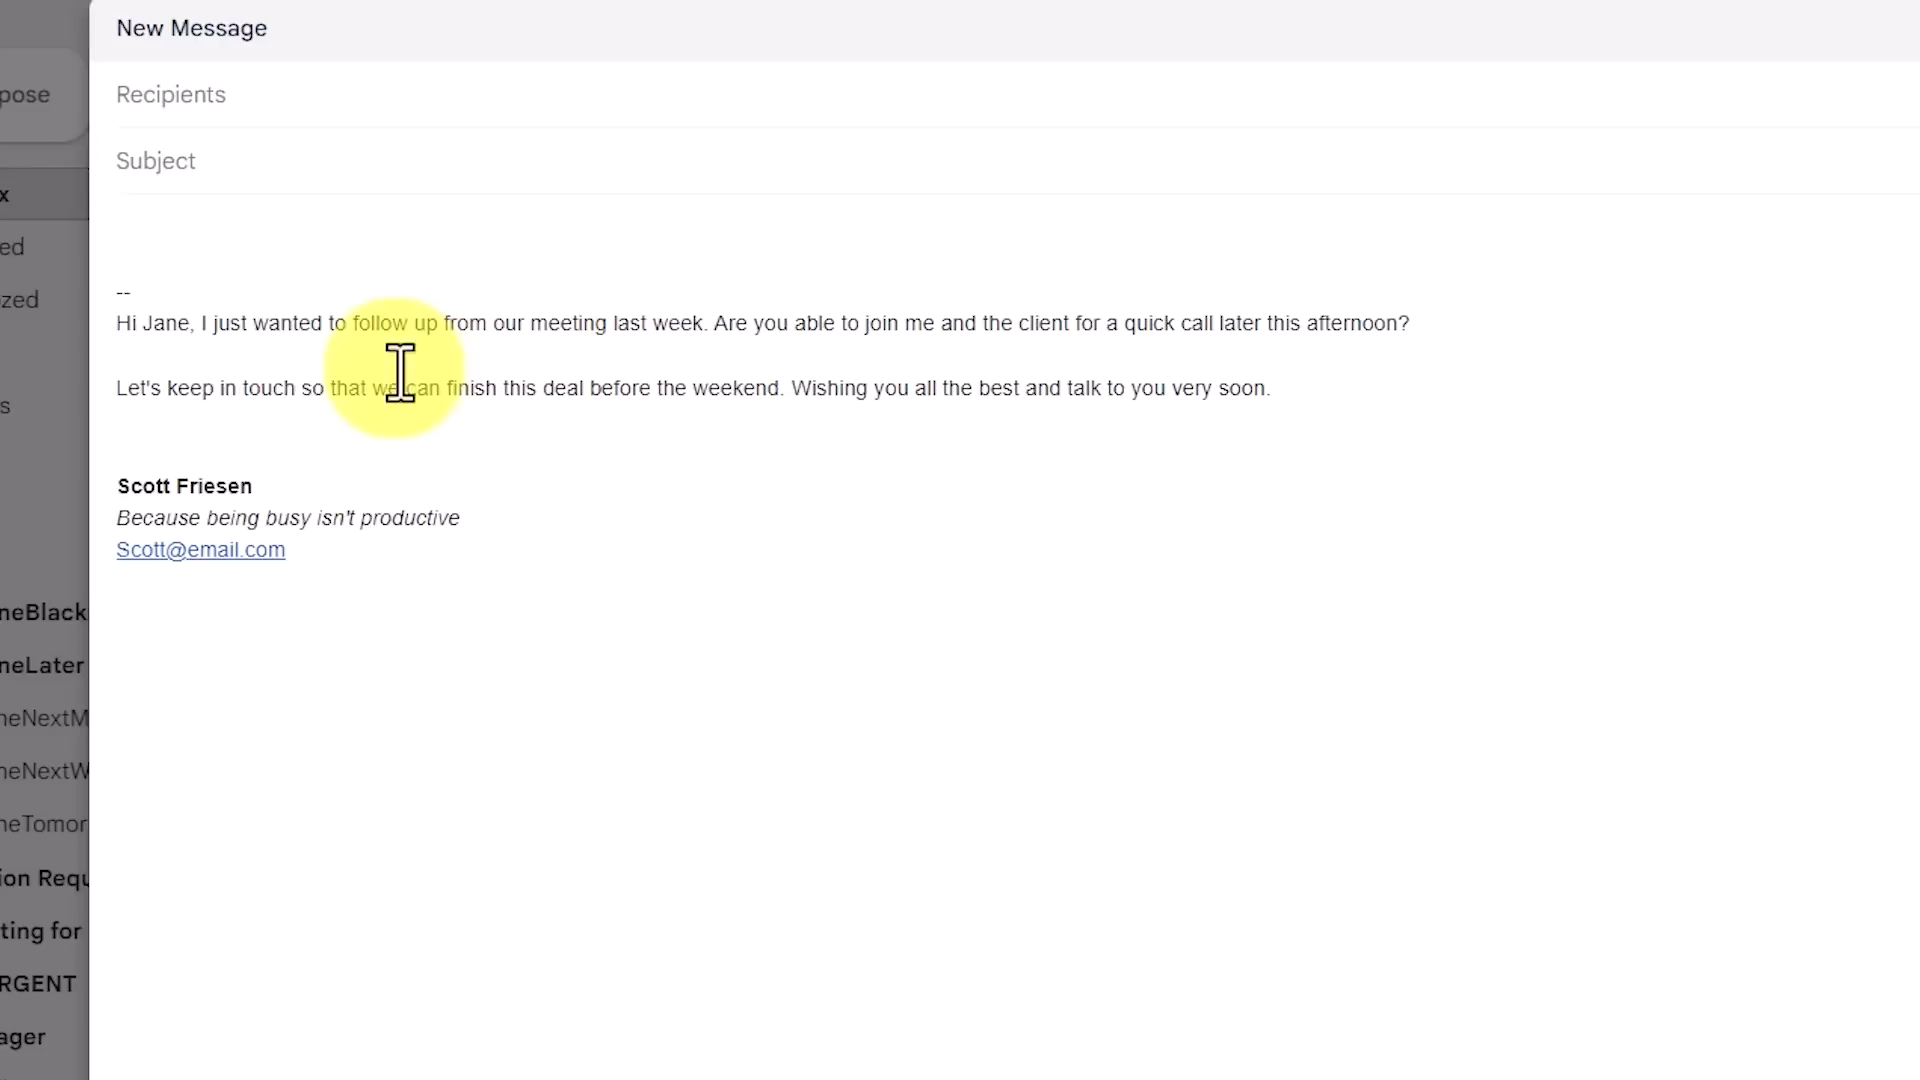 New Message
pose
Recipients
Subject
x
ed
zed
--
Hi Jane, I just wanted to follow up from our meeting last week. Are you able to join me and the client for a quick call later this afternoon?
Let's keep in touch so that we can finish this deal before the weekend. Wishing you all the best and talk to you very soon.
s
Scott Friesen
Because being busy isn't productive
Scott@email.com
neBlack
neLater
neNextM
neNextW
neTomor
ion Requ
ting for
RGENT
ager